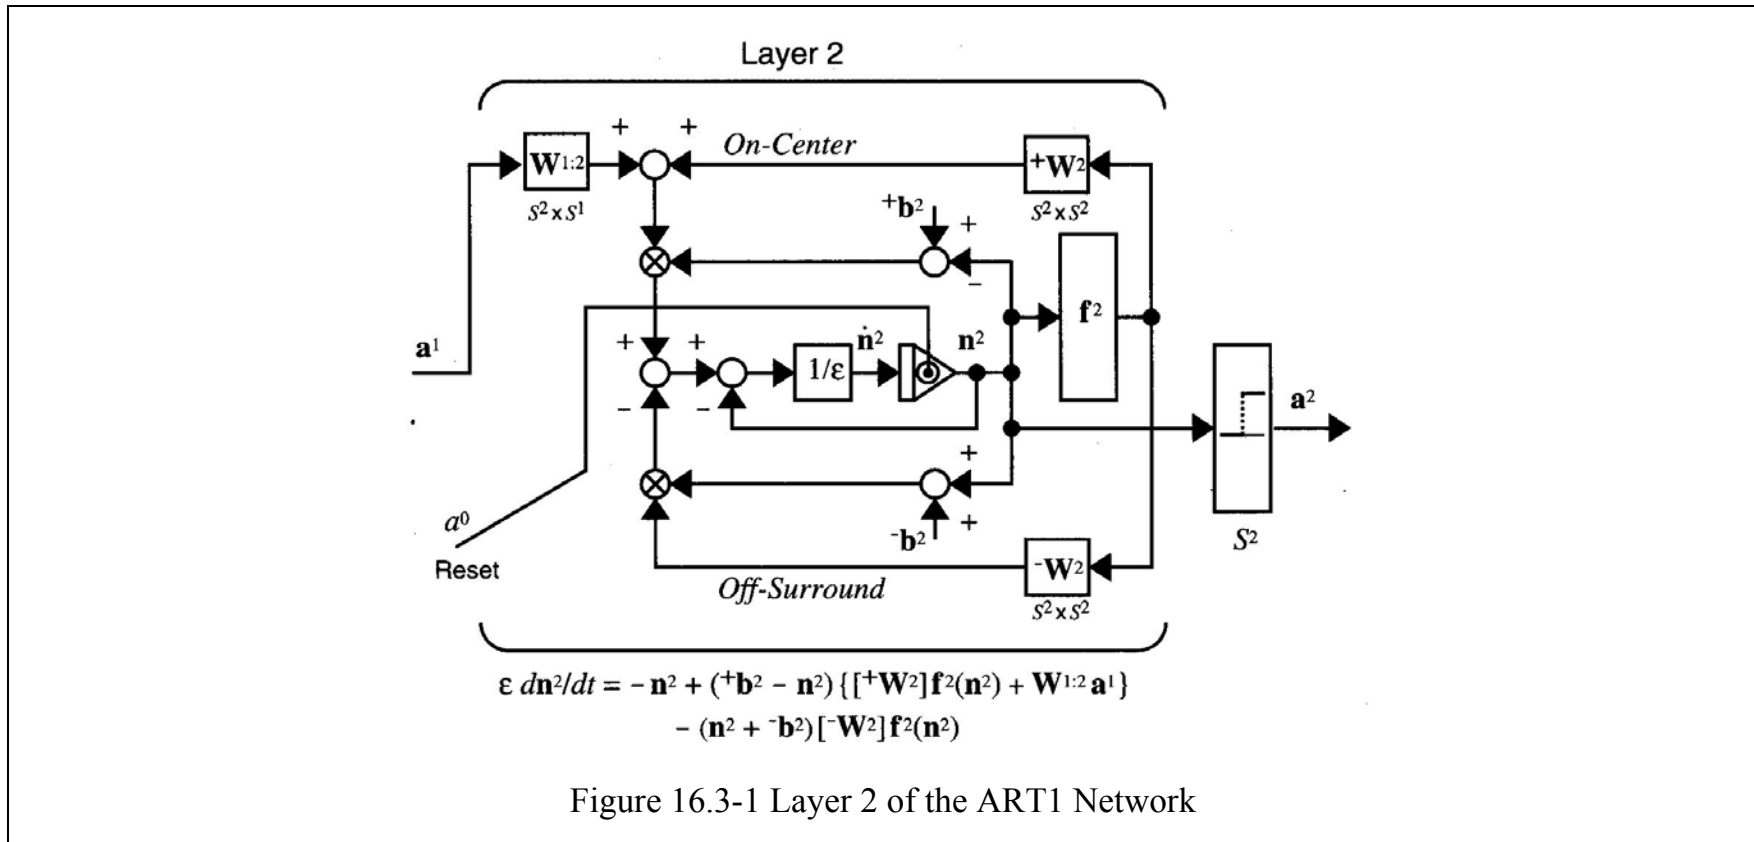 Layer 2
+ +
On-Center
W¹:²
⁺W²
S² x S¹
S² x S²
⁺b²
+
−
f²
a¹
+ +
ṅ²
n²
1/ε
a²
− −
+
a⁰
⁻b²
+
Reset
S²
⁻W²
Off-Surround
S² x S²
ε dn²/dt = − n² + (⁺b² − n²) {[⁺W²] f²(n²) + W¹:² a¹}
− (n² + ⁻b²) [⁻W²] f²(n²)
Figure 16.3-1 Layer 2 of the ART1 Network